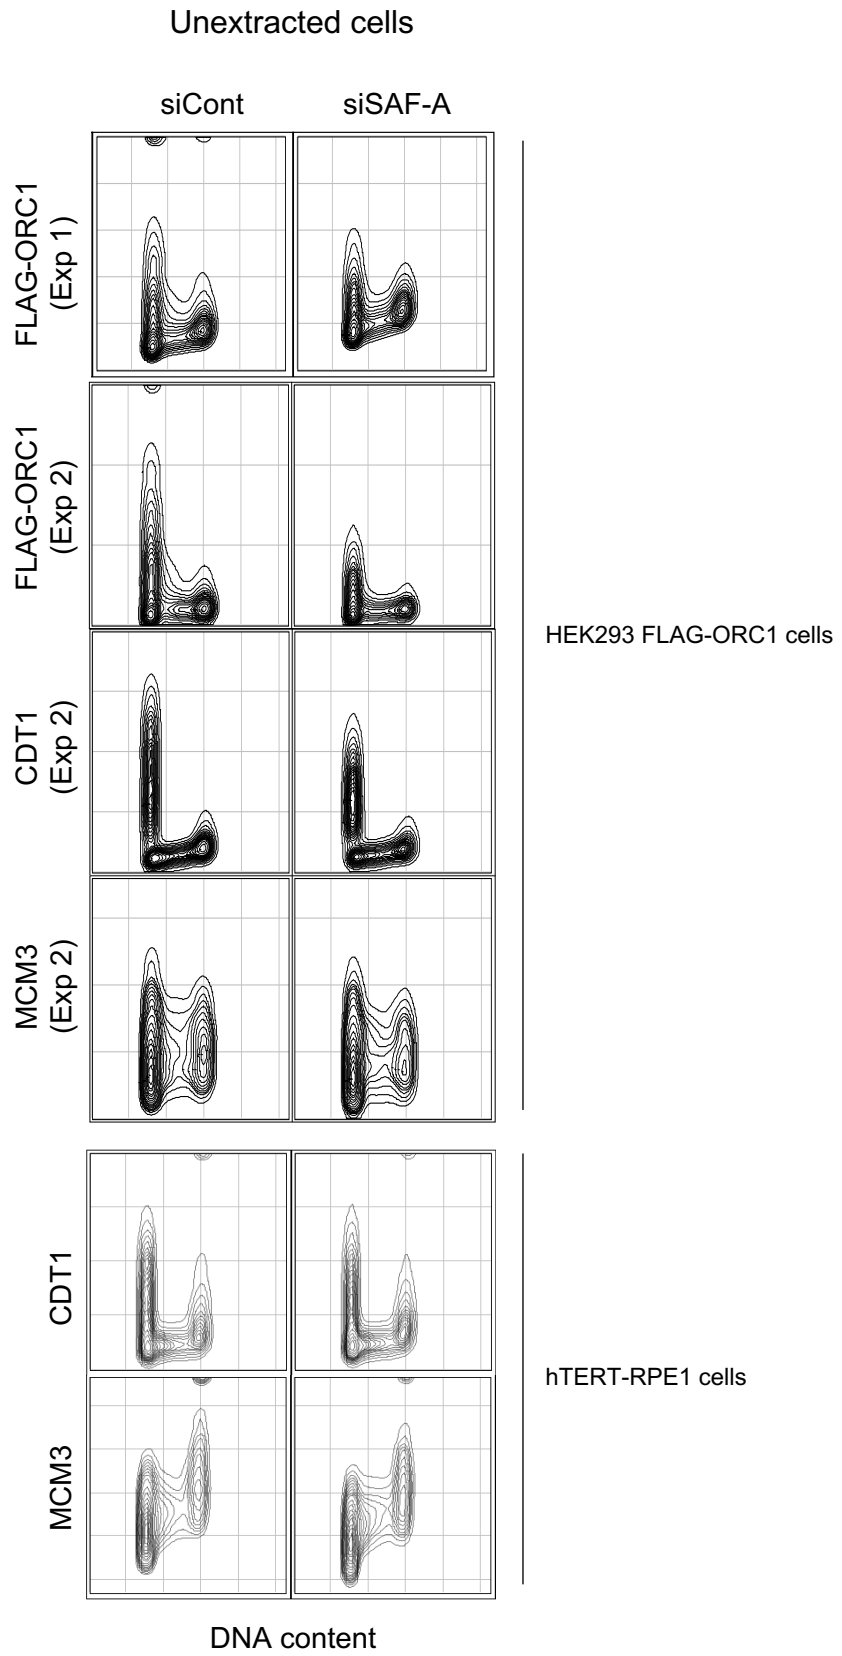 Unextracted cells
siCont
siSAF-A
FLAG-ORC1
(Exp 1)
FLAG-ORC1
(Exp 2)
CDT1
(Exp 2)
MCM3
(Exp 2)
HEK293 FLAG-ORC1 cells
CDT1
MCM3
hTERT-RPE1 cells
DNA content